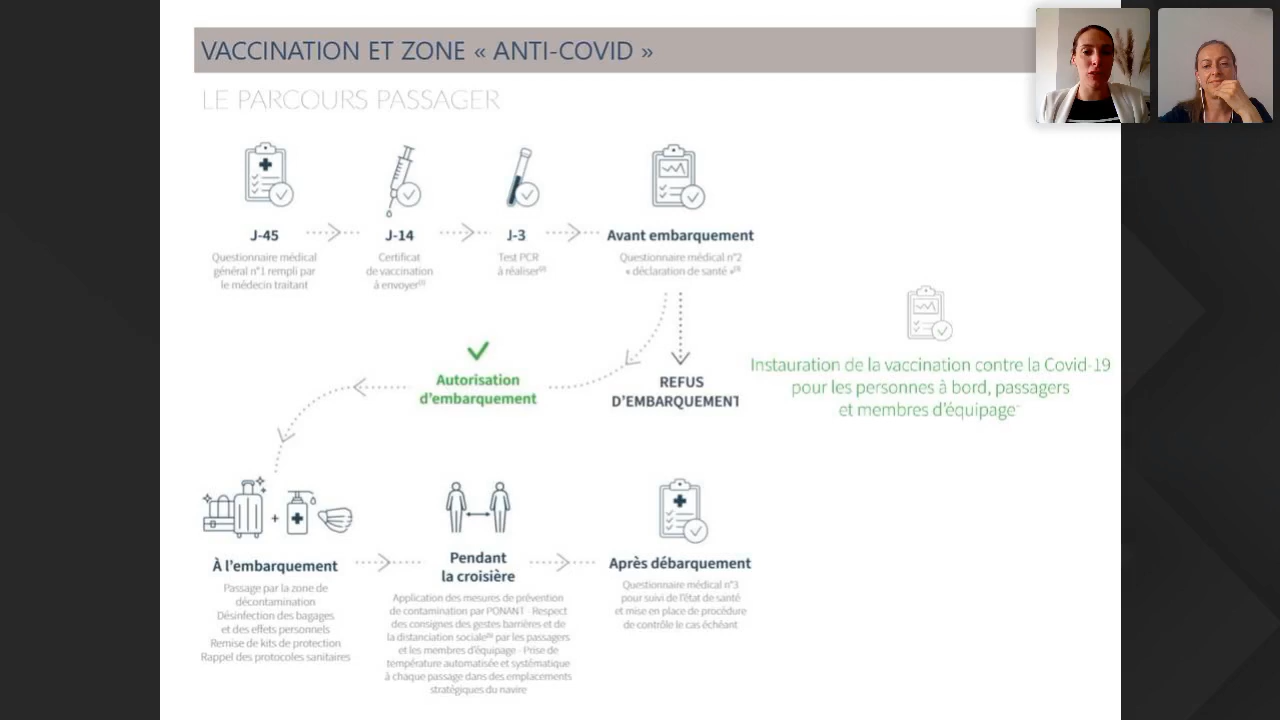 VACCINATION ET ZONE « ANTI-COVID »
LE PARCOURS PASSAGER
J-45
Questionnaire médical
général n°1 rempli par
le médecin traitant
J-14
Certificat
de vaccination
à envoyer⁽¹⁾
J-3
Test PCR
à réaliser⁽²⁾
Avant embarquement
Questionnaire médical n°2
« déclaration de santé »⁽³⁾
Autorisation
d'embarquement
REFUS
D'EMBARQUEMENT
Instauration de la vaccination contre la Covid-19
pour les personnes à bord, passagers
et membres d'équipage
+
À l'embarquement
Passage par la zone de
décontamination
Désinfection des bagages
et des effets personnels
Remise de kits de protection
Rappel des protocoles sanitaires
Pendant
la croisière
Application des mesures de prévention
de contamination par PONANT - Respect
des consignes des gestes barrières et de
la distanciation sociale par les passagers
et les membres d'équipage - Prise de
température automatisée et systématique
à chaque passage dans des emplacements
stratégiques du navire
Après débarquement
Questionnaire médical n°3
pour suivi de l'état de santé
et mise en place de procédure
de contrôle le cas échéant